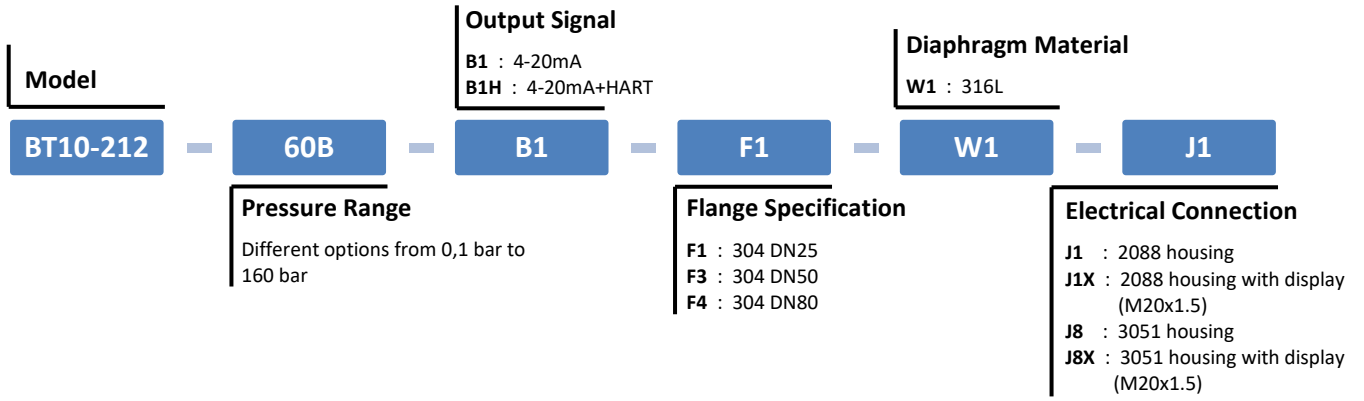 Output Signal
B1 : 4-20mA
B1H : 4-20mA+HART
Diaphragm Material
W1 : 316L
Model
BT10-212 – 60B – B1 – F1 – W1 – J1
Pressure Range
Different options from 0,1 bar to
160 bar
Flange Specification
F1 : 304 DN25
F3 : 304 DN50
F4 : 304 DN80
Electrical Connection
J1 : 2088 housing
J1X : 2088 housing with display
(M20x1.5)
J8 : 3051 housing
J8X : 3051 housing with display
(M20x1.5)